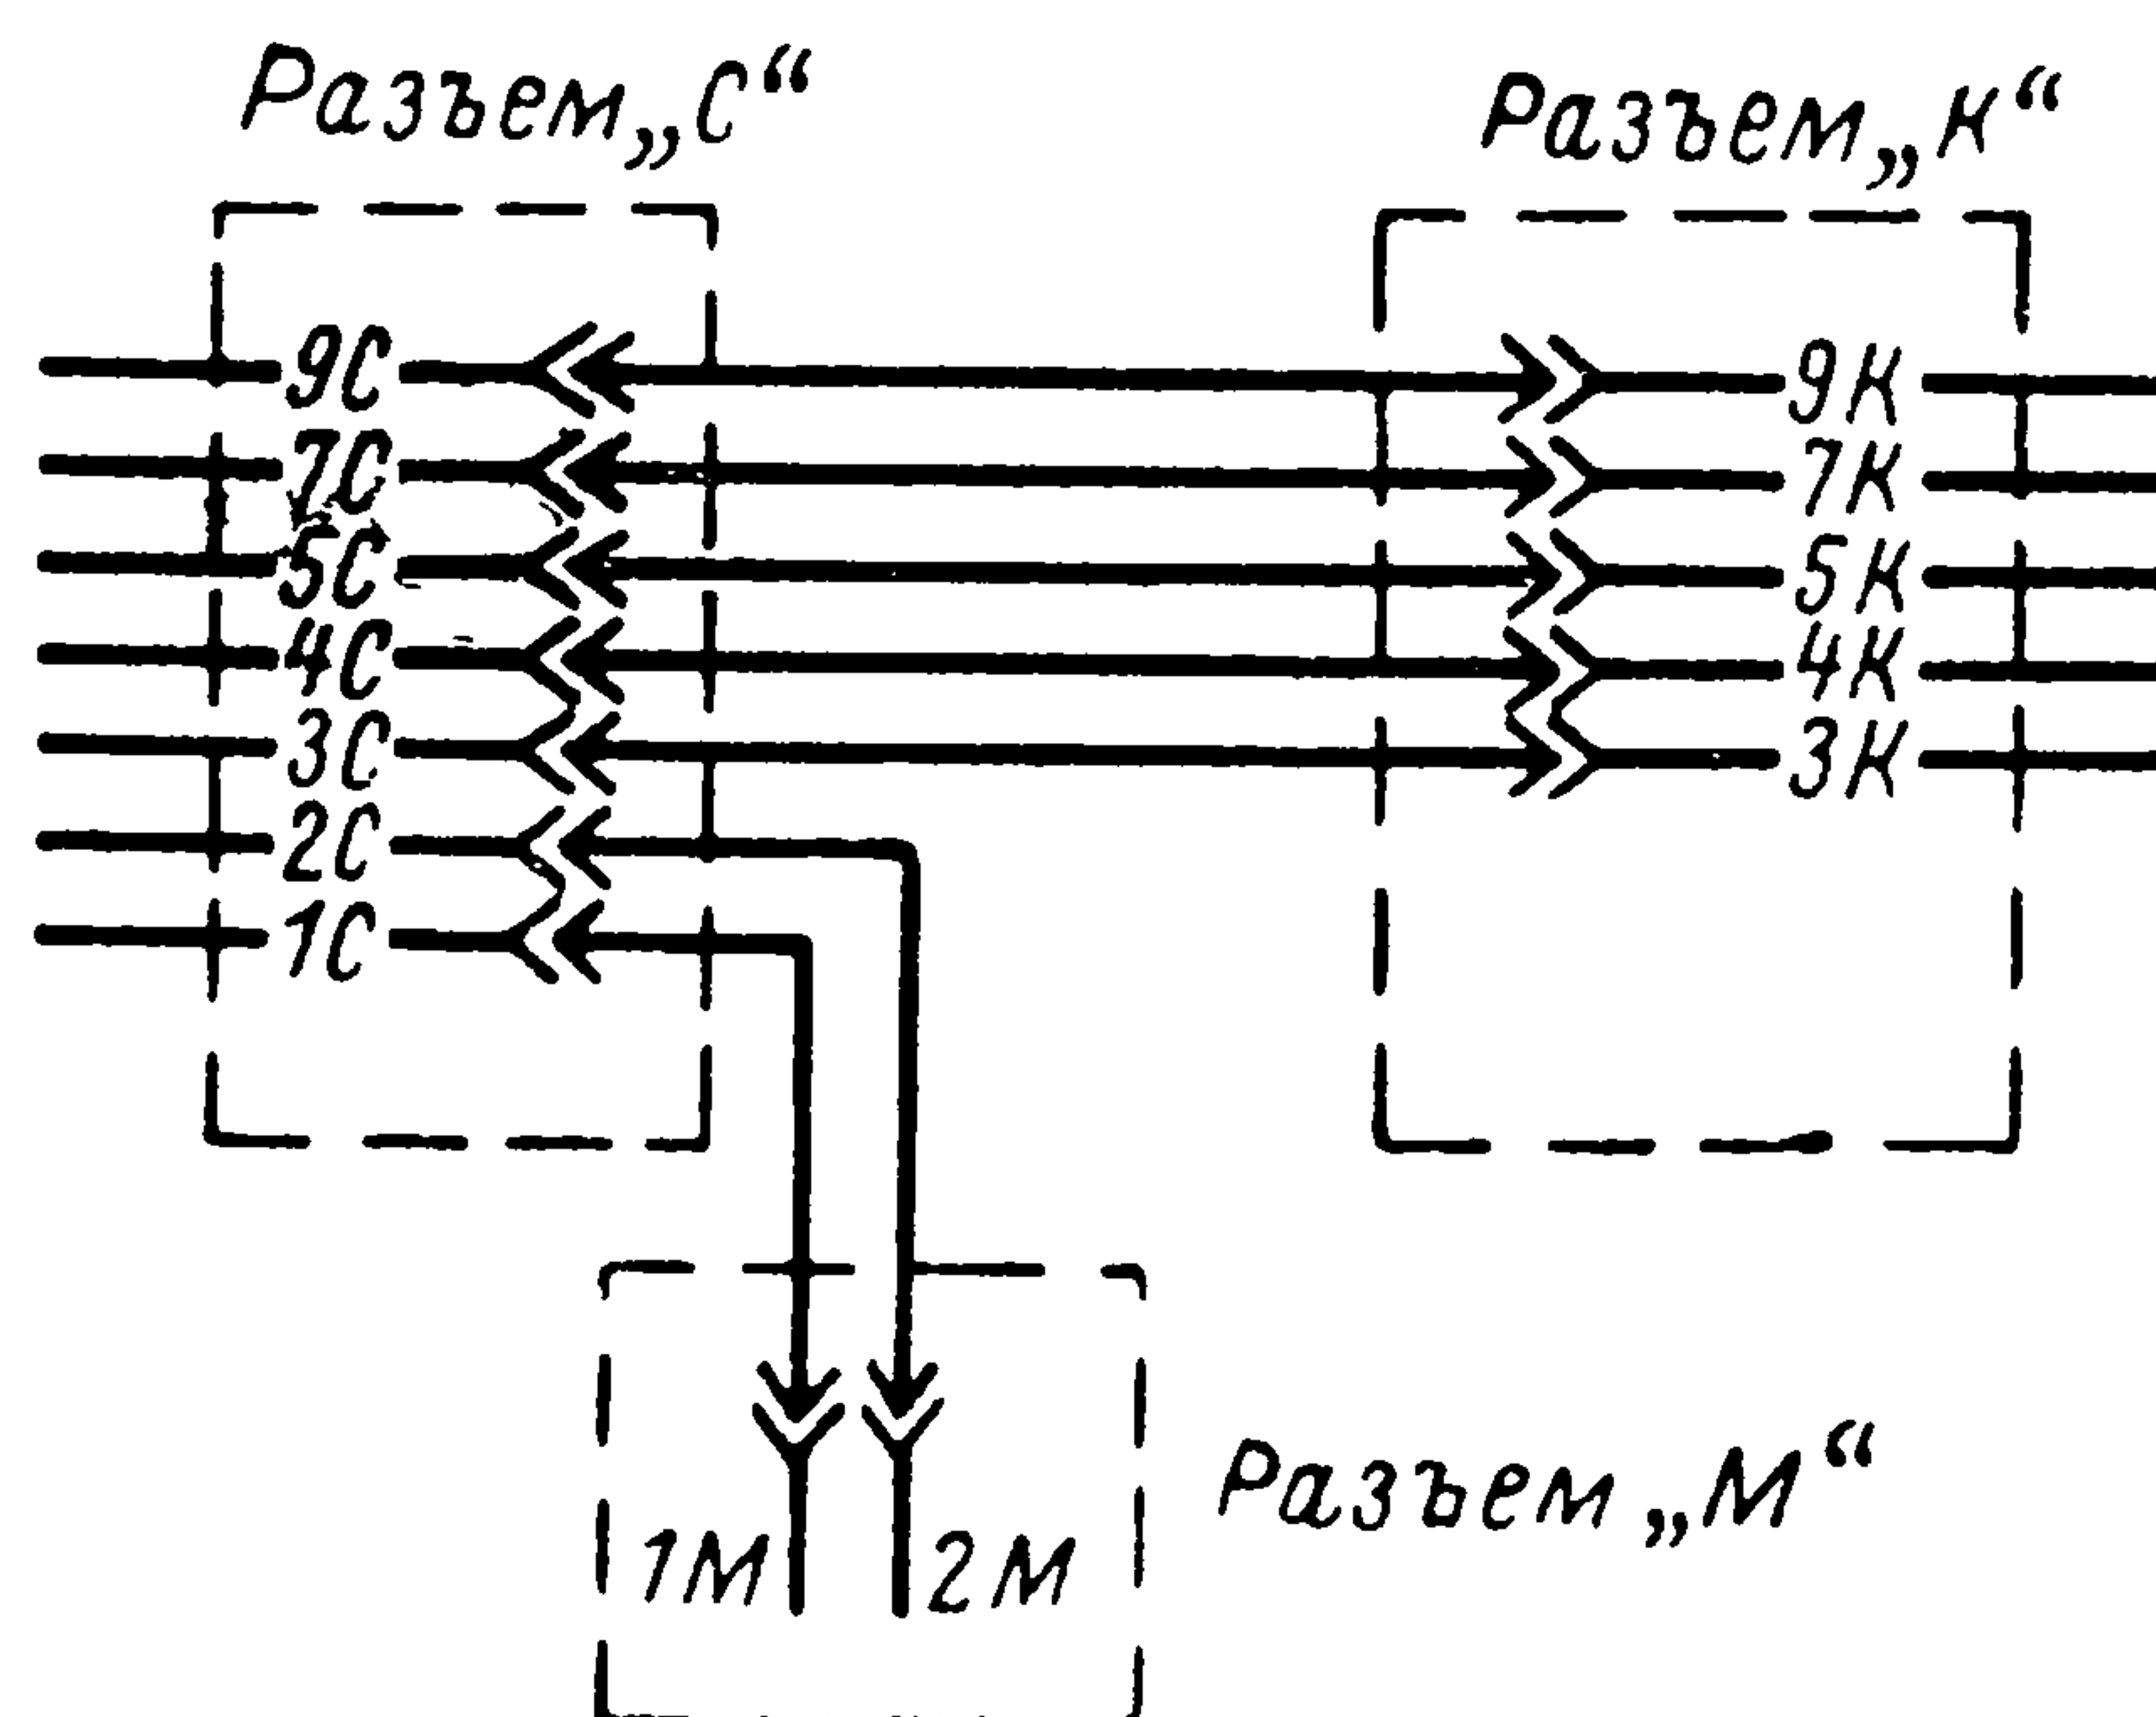 Разъем „С“
Разъем „К“
9С
7С
5С
4С
3С
2С
1С
9К
7К
5К
4К
3К
Разъем „М“
1М
2М